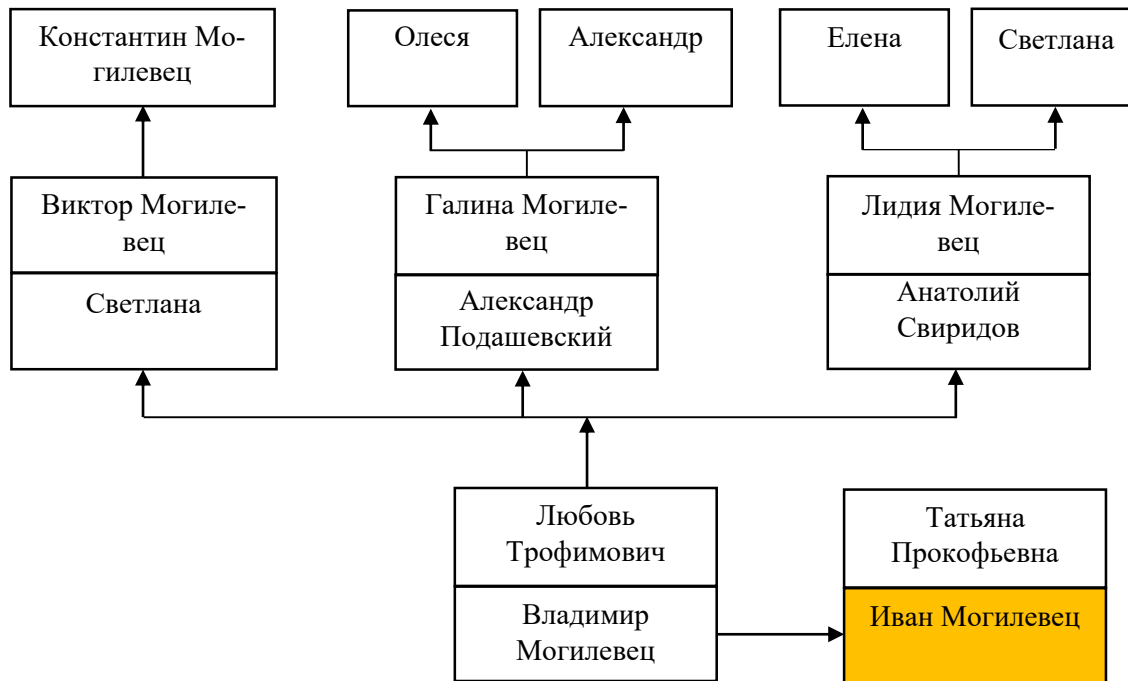 Константин Мо-
гилевец
Олеся
Александр
Елена
Светлана
Виктор Могиле-
вец
Галина Могиле-
вец
Лидия Могиле-
вец
Светлана
Александр
Подашевский
Анатолий
Свиридов
Любовь
Трофимович
Татьяна
Прокофьевна
Владимир
Могилевец
Иван Могилевец